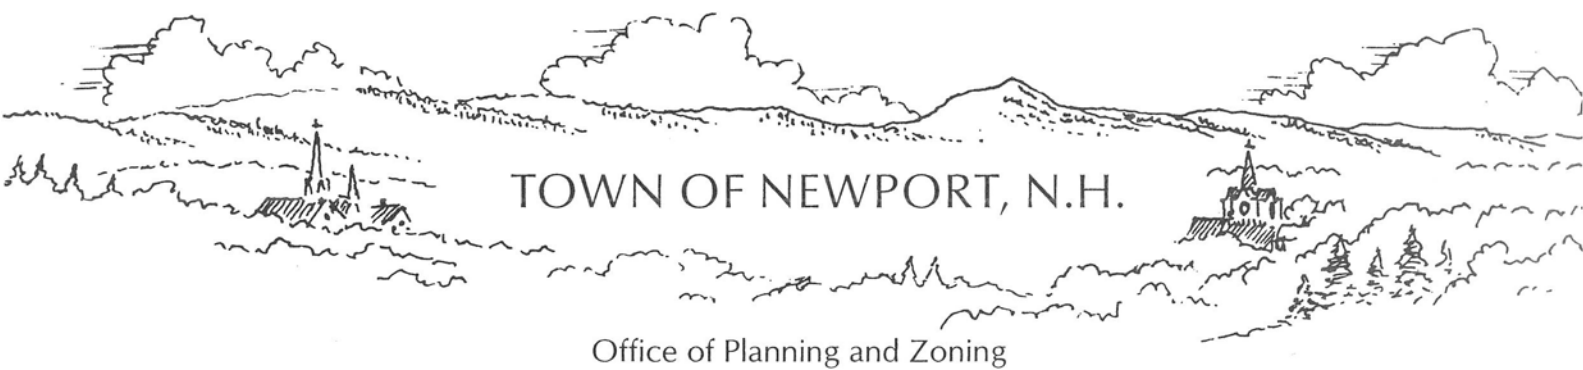 TOWN OF NEWPORT, N.H.
Office of Planning and Zoning